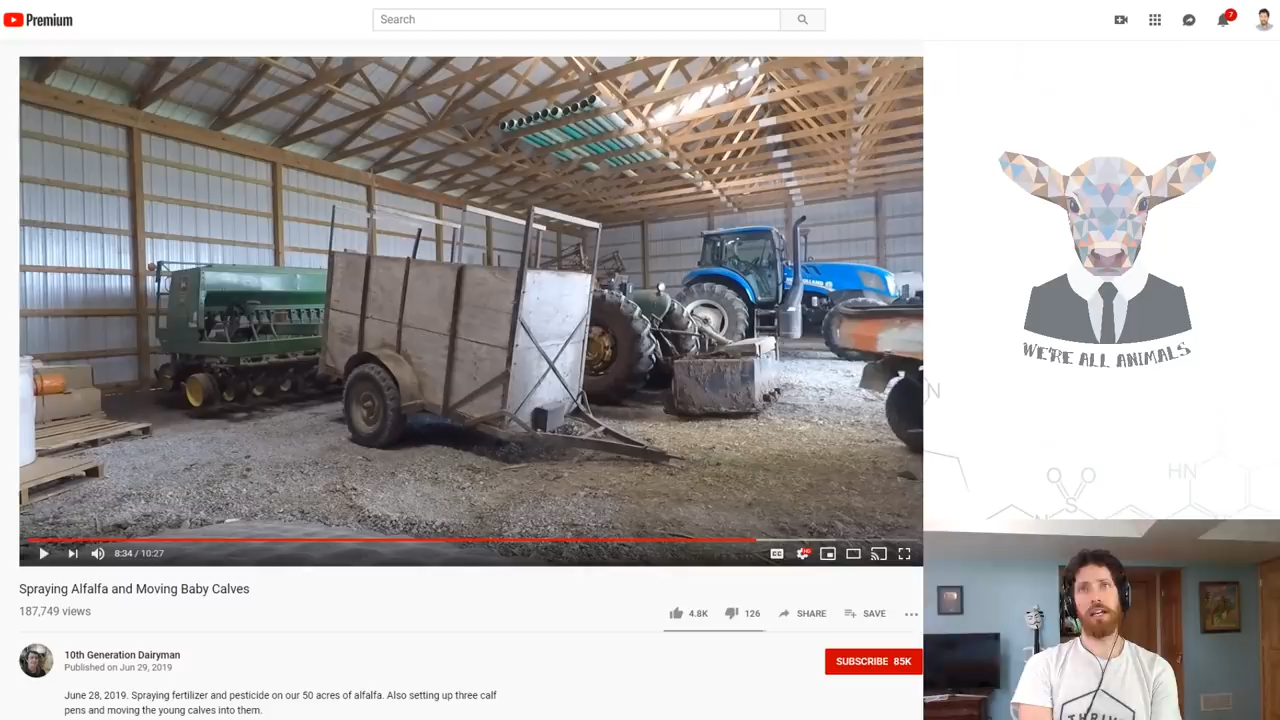 Premium
Search
7
8:34 / 10:27
CC
HD
Spraying Alfalfa and Moving Baby Calves
187,749 views
4.8K
126
SHARE
SAVE
10th Generation Dairyman
Published on Jun 29, 2019
SUBSCRIBE 85K
June 28, 2019. Spraying fertilizer and pesticide on our 50 acres of alfalfa. Also setting up three calf
pens and moving the young calves into them.
WE'RE ALL ANIMALS
N
N
S
HN